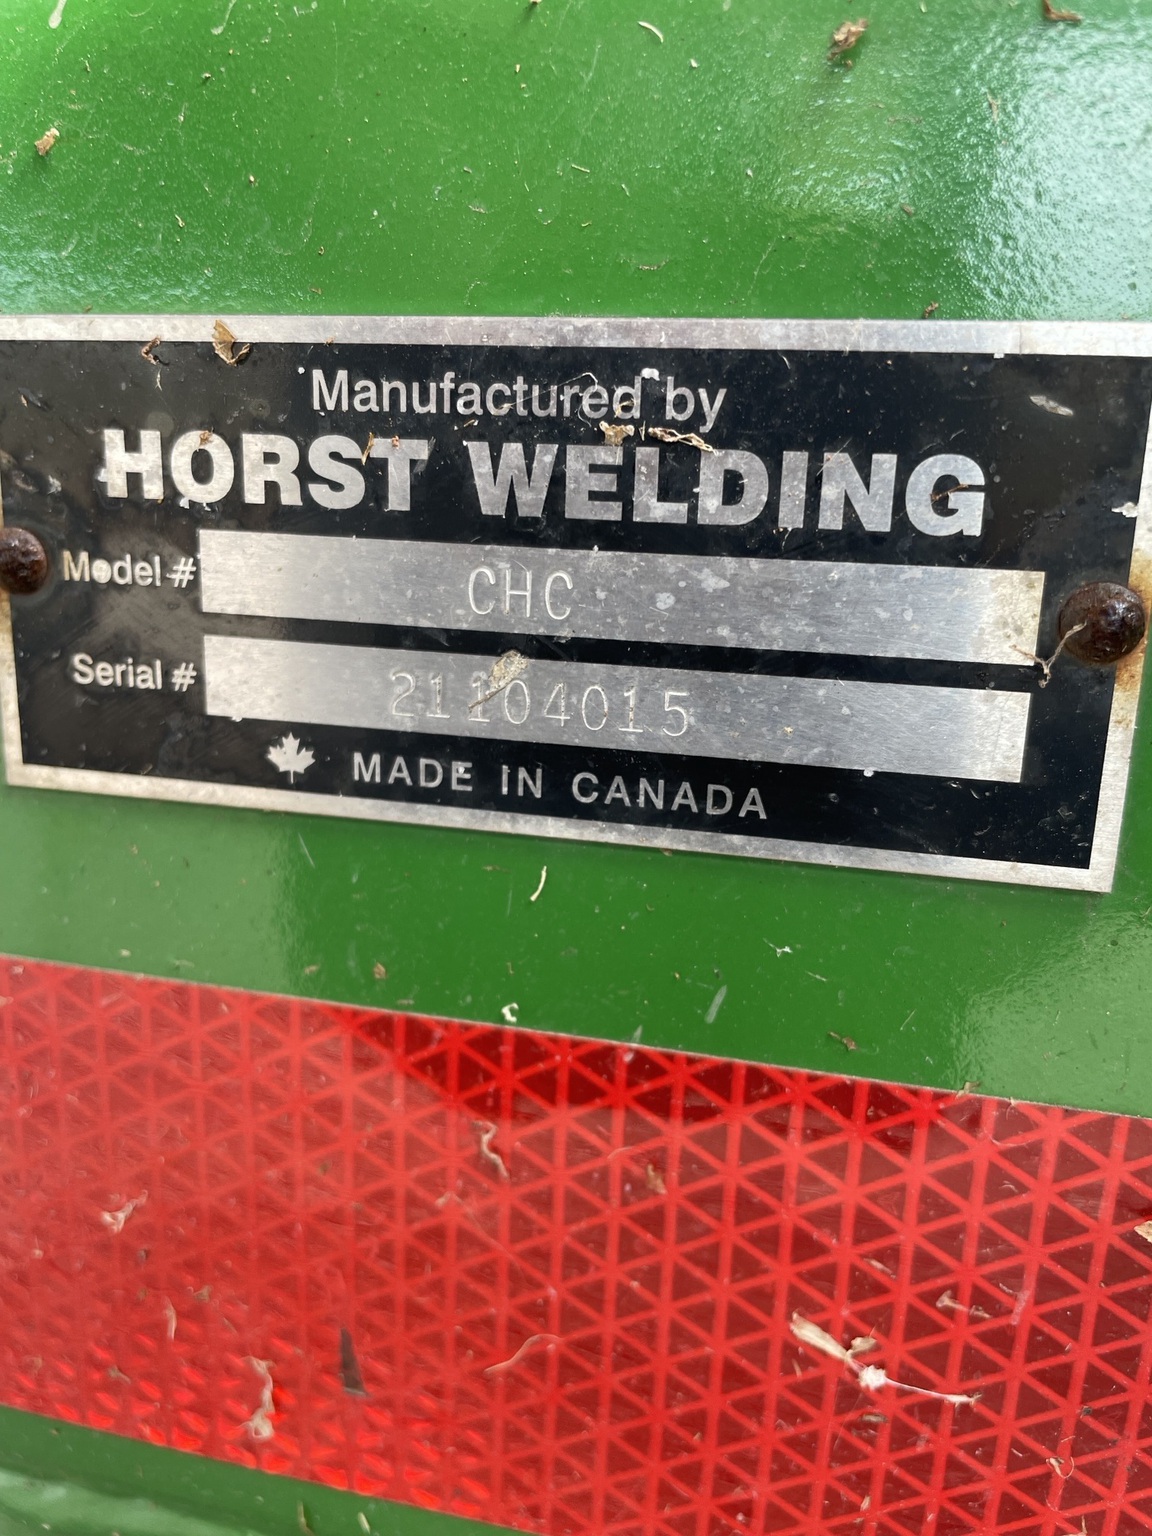 Manufactured by
HORST WELDING
Model # CHC
Serial # 21104015
MADE IN CANADA